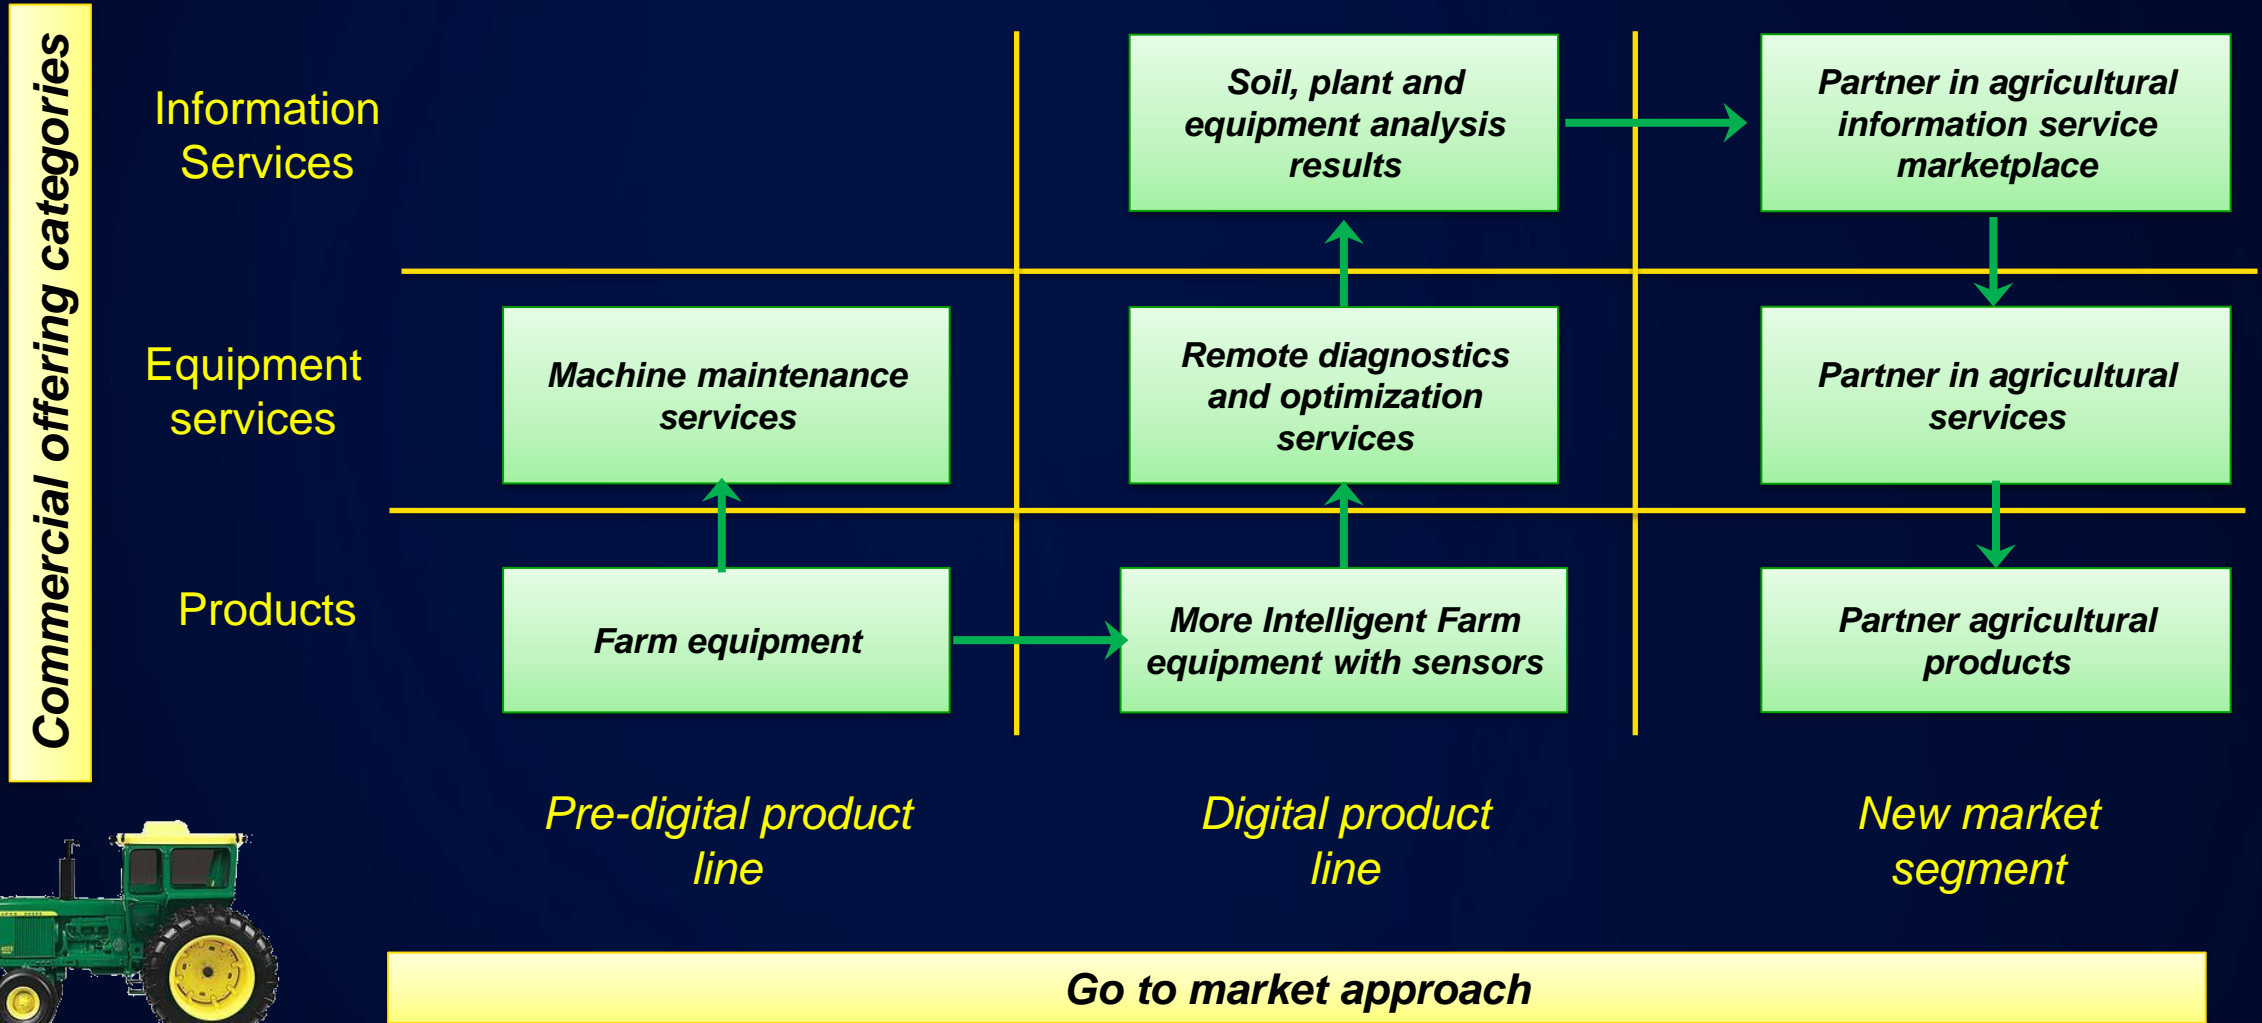 Commercial offering categories
Information
Services
Soil, plant and
equipment analysis
results
Partner in agricultural
information service
marketplace
Equipment
services
Machine maintenance
services
Remote diagnostics
and optimization
services
Partner in agricultural
services
Products
Farm equipment
More Intelligent Farm
equipment with sensors
Partner agricultural
products
Pre-digital product
line
Digital product
line
New market
segment
Go to market approach